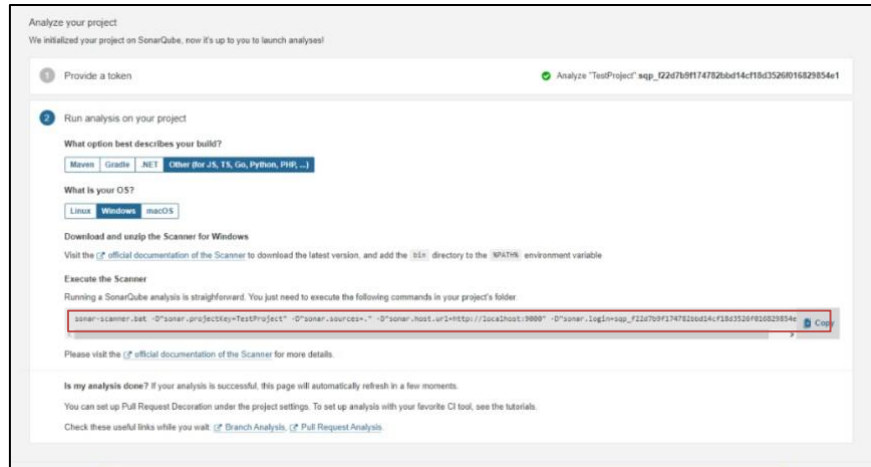 Analyze your project
We initialized your project on SonarQube, now it's up to you to launch analyses!
1 Provide a token Analyze "TestProject" sqp_f22d7b9f174782bbd14cf18d3526f016829854e1
2 Run analysis on your project
What option best describes your build?
Maven Gradle .NET Other (for JS, TS, Go, Python, PHP, ...)
What is your OS?
Linux Windows macOS
Download and unzip the Scanner for Windows
Visit the official documentation of the Scanner to download the latest version, and add the bin directory to the %PATH% environment variable
Execute the Scanner
Running a SonarQube analysis is straighforward. You just need to execute the following commands in your project's folder.
sonar-scanner.bat -D"sonar.projectKey=TestProject" -D"sonar.sources=." -D"sonar.host.url=http://localhost:9000" -D"sonar.login=sqp_f22d7b9f174782bbd14cf18d3526f016829854e Copy
Please visit the official documentation of the Scanner for more details.
Is my analysis done? If your analysis is successful, this page will automatically refresh in a few moments.
You can set up Pull Request Decoration under the project settings. To set up analysis with your favorite CI tool, see the tutorials.
Check these useful links while you wait: Branch Analysis, Pull Request Analysis.